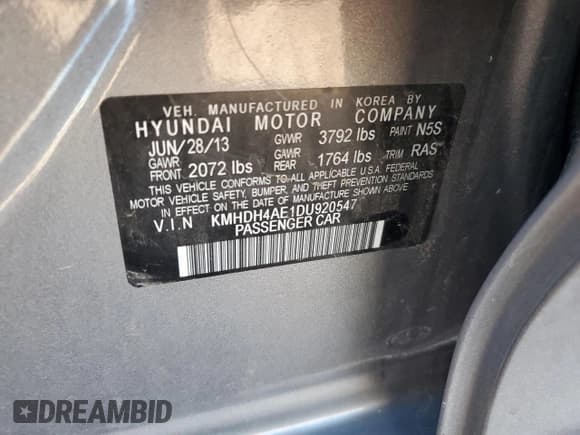 VEH. MANUFACTURED IN KOREA BY
HYUNDAI MOTOR COMPANY
JUN/28/13 GVWR 3792 lbs PAINT N5S
GAWR FRONT 2072 lbs GAWR REAR 1764 lbs TRIM RAS
THIS VEHICLE CONFORMS TO ALL APPLICABLE U.S.A. FEDERAL
MOTOR VEHICLE SAFETY, BUMPER, AND THEFT PREVENTION STANDARDS
IN EFFECT ON THE DATE OF MANUFACTURE SHOWN ABOVE.
V.I.N KMHDH4AE1DU920547
PASSENGER CAR
DREAMBID